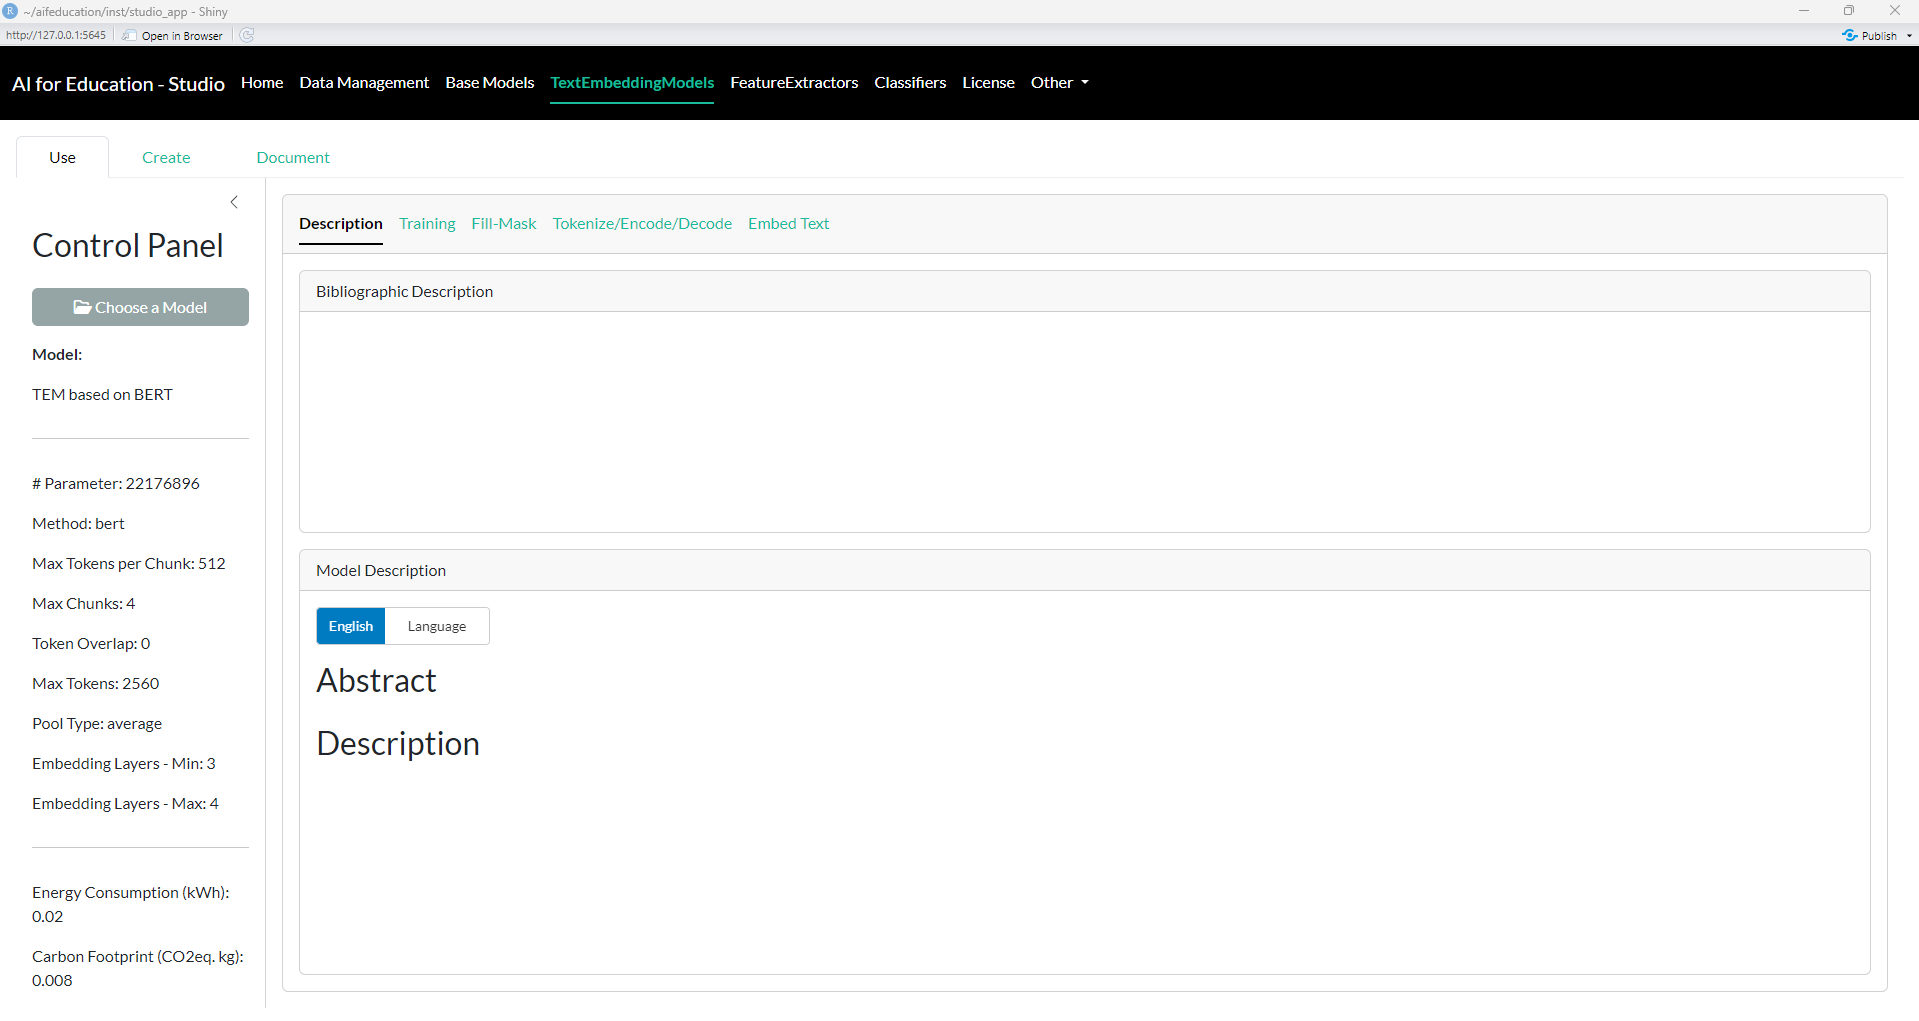 R ~/aifeducation/inst/studio_app - Shiny
http://127.0.0.1:5645 Open in Browser Publish
AI for Education - Studio Home Data Management Base Models TextEmbeddingModels FeatureExtractors Classifiers License Other
Use Create Document
Control Panel
Choose a Model
Model:
TEM based on BERT
# Parameter: 22176896
Method: bert
Max Tokens per Chunk: 512
Max Chunks: 4
Token Overlap: 0
Max Tokens: 2560
Pool Type: average
Embedding Layers - Min: 3
Embedding Layers - Max: 4
Energy Consumption (kWh):
0.02
Carbon Footprint (CO2eq. kg):
0.008
Description Training Fill-Mask Tokenize/Encode/Decode Embed Text
Bibliographic Description
Model Description
English Language
Abstract
Description